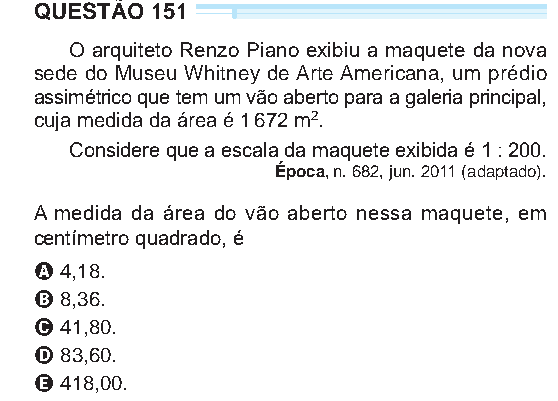 QUESTÃO 151
O arquiteto Renzo Piano exibiu a maquete da nova
sede do Museu Whitney de Arte Americana, um prédio
assimétrico que tem um vão aberto para a galeria principal,
cuja medida da área é 1 672 m².
Considere que a escala da maquete exibida é 1 : 200.
Época, n. 682, jun. 2011 (adaptado).
A medida da área do vão aberto nessa maquete, em
centímetro quadrado, é
A 4,18.
B 8,36.
C 41,80.
D 83,60.
E 418,00.